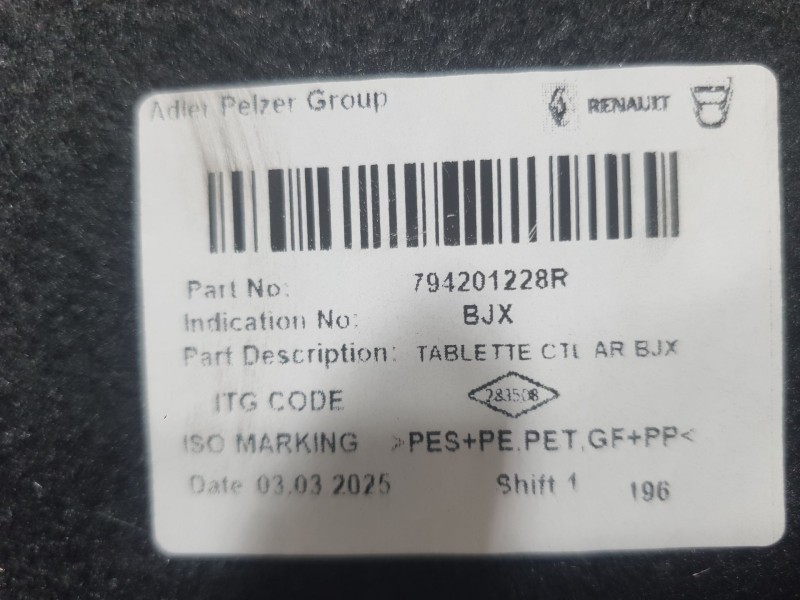 Adler Pelzer Group
RENAULT
Part No: 794201228R
Indication No: BJX
Part Description: TABLETTE CTL AR BJX
ITG CODE 283508
ISO MARKING >PES+PE,PET,GF+PP<
Date 03.03 2025 Shift 1 196